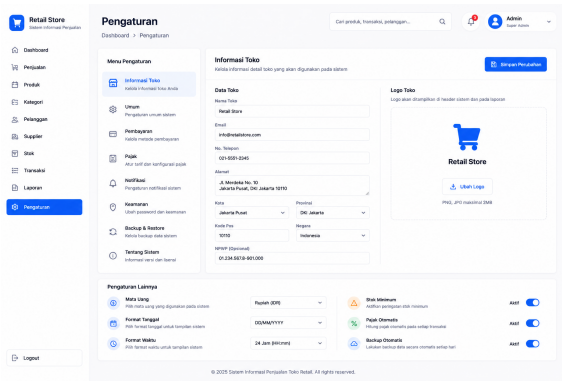 Retail Store
Sistem Informasi Penjualan
Dashboard
Penjualan
Produk
Kategori
Pelanggan
Supplier
Stok
Transaksi
Laporan
Pengaturan
Logout
Pengaturan
Dashboard > Pengaturan
Cari produk, transaksi, pelanggan...
Admin
Super Admin
Menu Pengaturan
Informasi Toko
Kelola informasi toko Anda
Umum
Pengaturan umum sistem
Pembayaran
Kelola metode pembayaran
Pajak
Atur tarif dan konfigurasi pajak
Notifikasi
Pengaturan notifikasi sistem
Keamanan
Ubah password dan keamanan
Backup & Restore
Kelola backup data sistem
Tentang Sistem
Informasi versi dan lisensi
Informasi Toko
Kelola informasi detail toko yang akan digunakan pada sistem
Simpan Perubahan
Data Toko
Nama Toko
Retail Store
Email
info@retailstore.com
No. Telepon
021-5551-2345
Alamat
Jl. Merdeka No. 10
Jakarta Pusat, DKI Jakarta 10110
Kota
Provinsi
Jakarta Pusat
DKI Jakarta
Kode Pos
Negara
10110
Indonesia
NPWP (Opsional)
01.234.567.8-901.000
Logo Toko
Logo akan ditampilkan di header sistem dan pada laporan
Retail Store
Ubah Logo
PNG, JPG maksimal 2MB
Pengaturan Lainnya
Mata Uang
Pilih mata uang yang digunakan pada sistem
Rupiah (IDR)
Format Tanggal
Pilih format tanggal untuk tampilan sistem
DD/MM/YYYY
Format Waktu
Pilih format waktu untuk tampilan sistem
24 Jam (HH:mm)
Stok Minimum
Aktifkan peringatan stok minimum
Aktif
Pajak Otomatis
Hitung pajak otomatis pada setiap transaksi
Aktif
Backup Otomatis
Lakukan backup data secara otomatis setiap hari
Aktif
© 2025 Sistem Informasi Penjualan Toko Retail. All rights reserved.